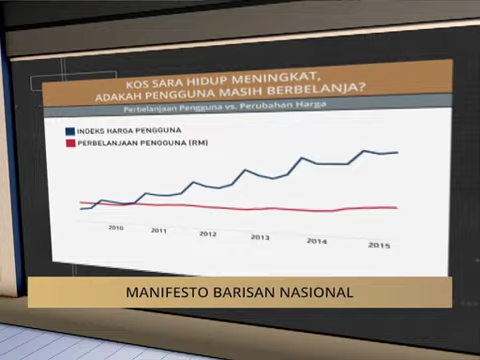 KOS SARA HIDUP MENINGKAT,
ADAKAH PENGGUNA MASIH BERBELANJA?
Perbelanjaan Pengguna vs. Perubahan Harga
INDEKS HARGA PENGGUNA
PERBELANJAAN PENGGUNA (RM)
2010 2011 2012 2013 2014 2015
MANIFESTO BARISAN NASIONAL